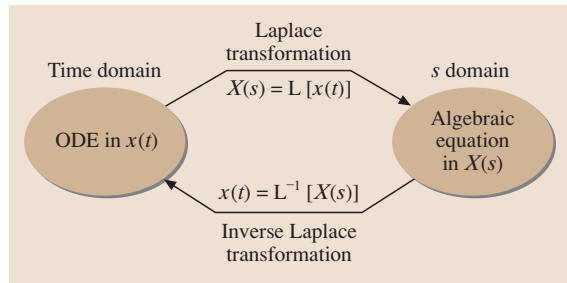 Laplace
transformation
Time domain
s domain
X(s) = L [x(t)]
ODE in x(t)
Algebraic
equation
in X(s)
x(t) = L⁻¹ [X(s)]
Inverse Laplace
transformation